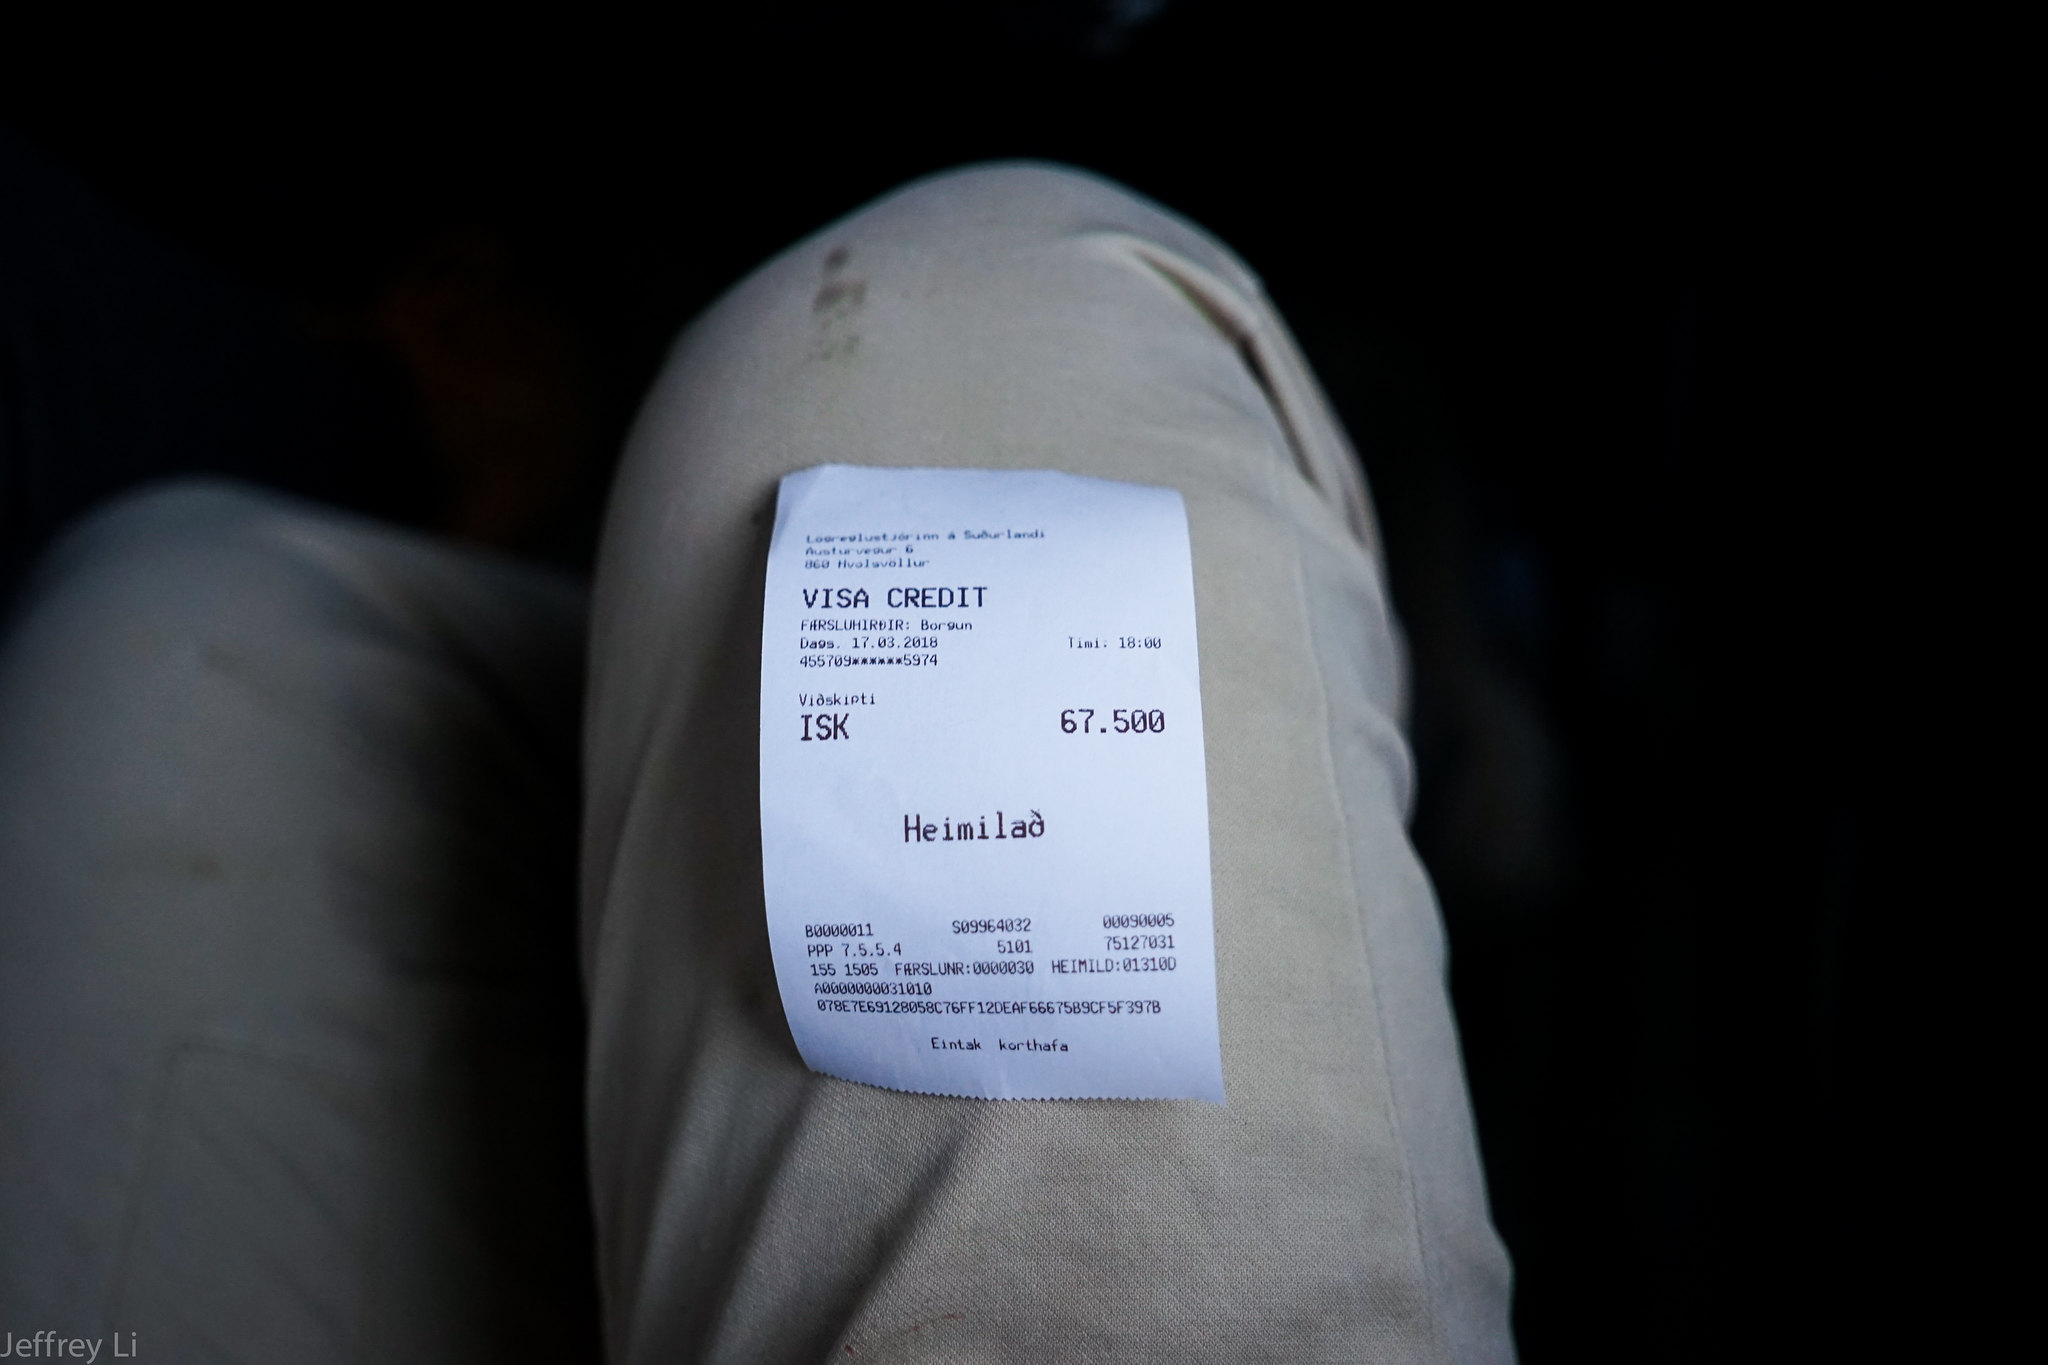 Lögreglustjórinn á Suðurlandi
Austurvegur 6
860 Hvolsvöllur
VISA CREDIT
FÆRSLUHIRÐIR: Borgun
Dags. 17.03.2018 Tími: 18:00
455709******5974
Viðskipti
ISK 67.500
Heimilað
B0000011 S09964032 00090005
PPP 7.5.5.4 5101 75127031
155 1505 FÆRSLUNR:0000030 HEIMILD:01310D
A0000000031010
078E7E69128058C76FF12DEAF66675B9CF5F397B
Eintak korthafa
Jeffrey Li